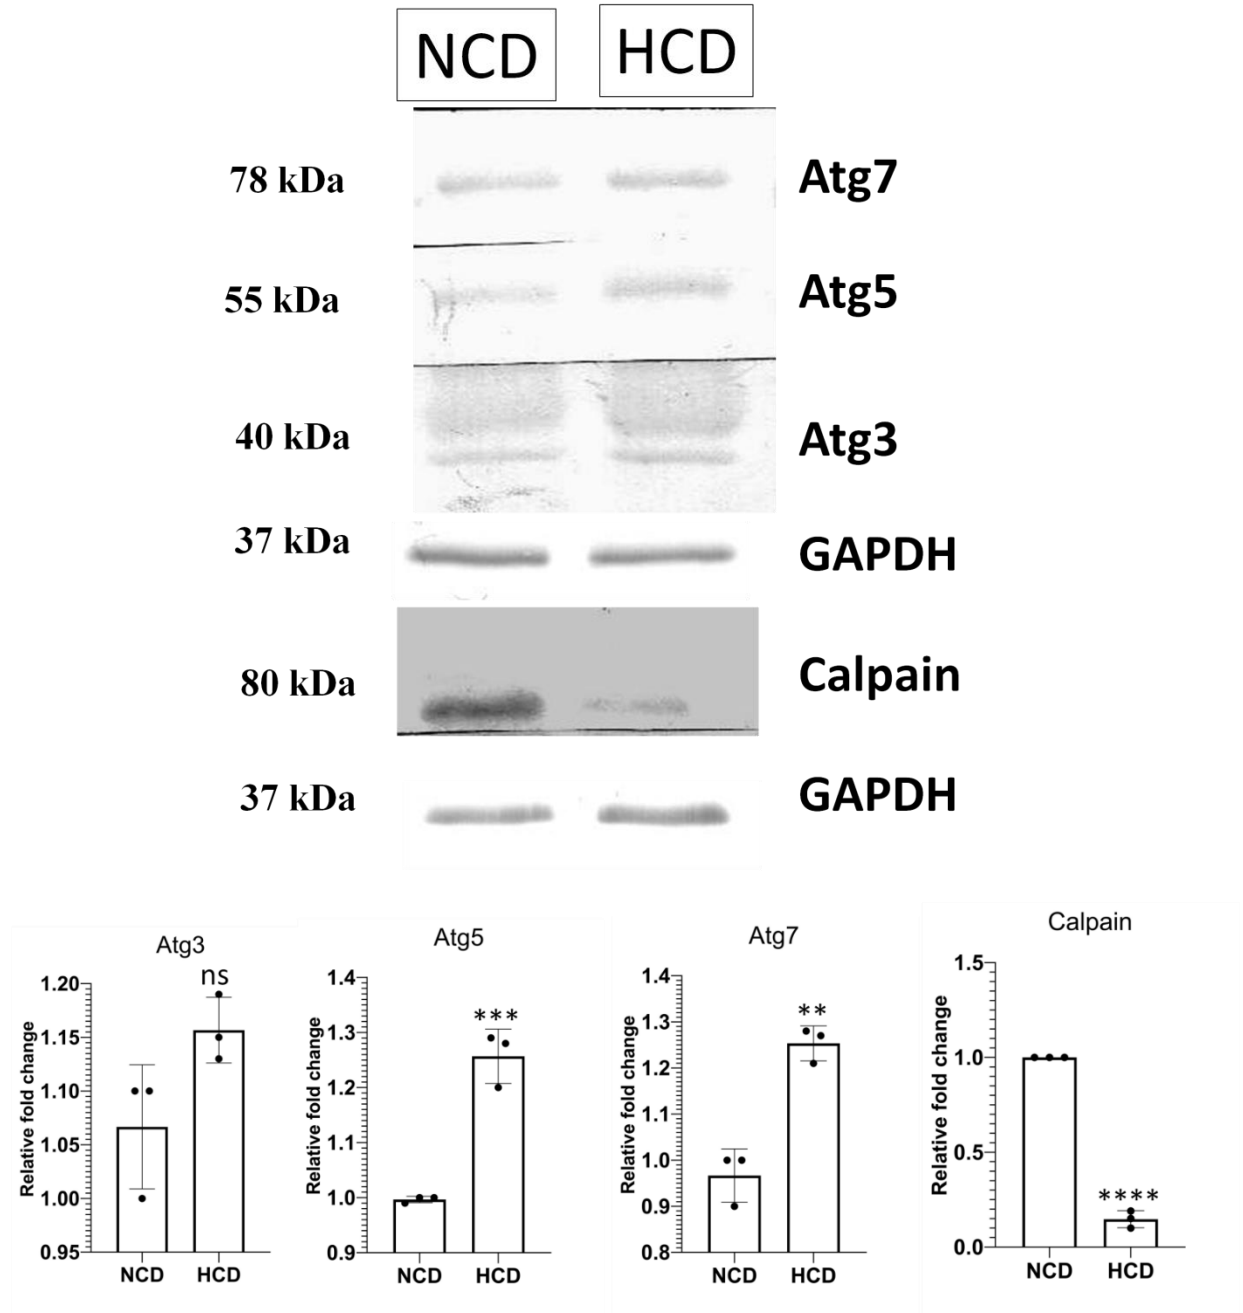 NCD HCD
78 kDa Atg7
55 kDa Atg5
40 kDa Atg3
37 kDa GAPDH
80 kDa Calpain
37 kDa GAPDH
Atg3
ns
Relative fold change
1.20
1.15
1.10
1.05
1.00
0.95
NCD HCD
Atg5
***
Relative fold change
1.4
1.3
1.2
1.1
1.0
0.9
NCD HCD
Atg7
**
Relative fold change
1.4
1.3
1.2
1.1
1.0
0.9
0.8
NCD HCD
Calpain
****
Relative fold change
1.5
1.0
0.5
0.0
NCD HCD